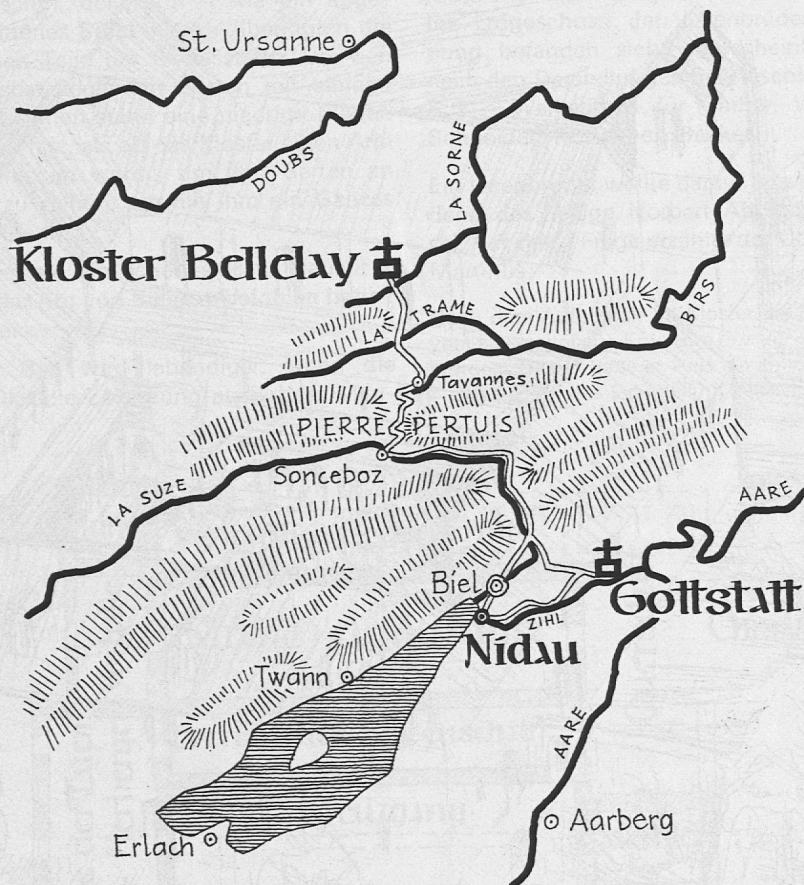 St. Ursanne
DOUBS
LA SORNE
Kloster Bellelay
LA TRAME
BIRS
Tavannes
PIERRE PERTUIS
Sonceboz
LA SUZE
AARE
Biel
Gottstatt
ZIHL
Nidau
Twann
AARE
Aarberg
Erlach